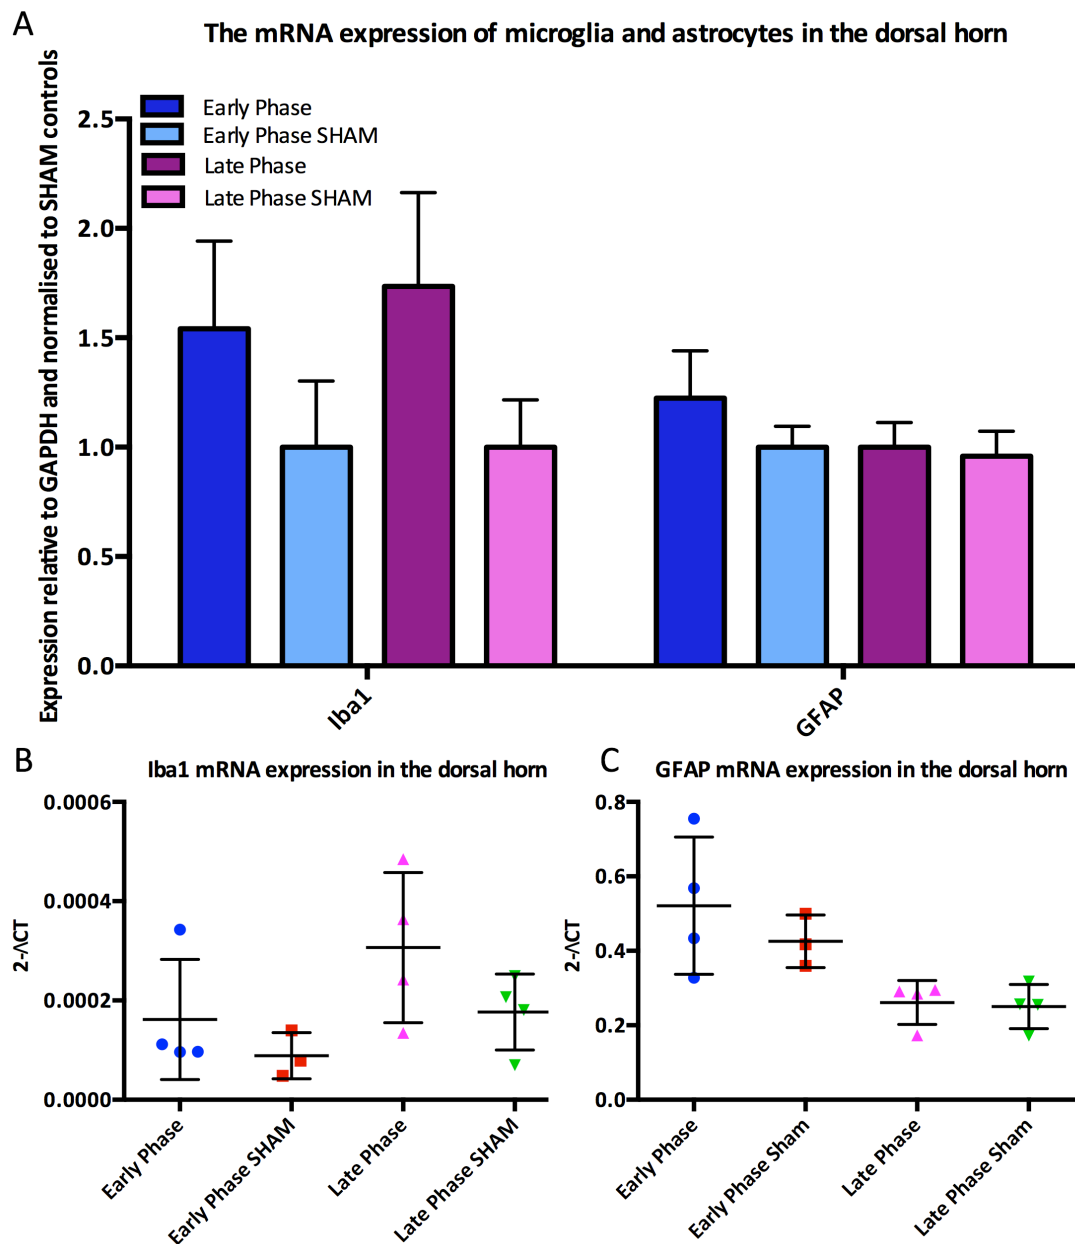 A
The mRNA expression of microglia and astrocytes in the dorsal horn
Expression relative to GAPDH and normalised to SHAM controls
Early Phase
Early Phase SHAM
Late Phase
Late Phase SHAM
2.5
2.0
1.5
1.0
0.5
0.0
Iba1
GFAP
B
Iba1 mRNA expression in the dorsal horn
2-ΛCT
0.0006
0.0004
0.0002
0.0000
Early Phase
Early Phase SHAM
Late Phase
Late Phase SHAM
C
GFAP mRNA expression in the dorsal horn
2-ΛCT
0.8
0.6
0.4
0.2
0.0
Early Phase
Early Phase Sham
Late Phase
Late Phase Sham